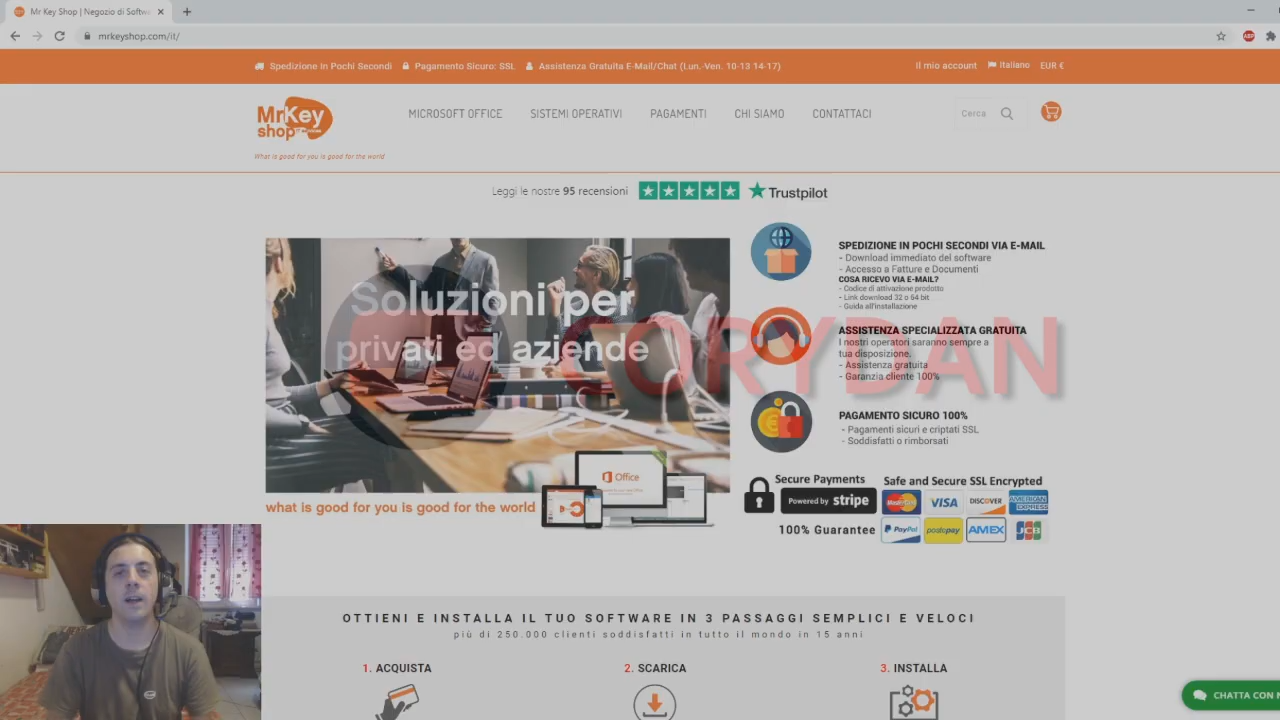 Mr Key Shop | Negozio di Softw
mrkeyshop.com/it/
ABP
Spedizione In Pochi Secondi
Pagamento Sicuro: SSL
Assistenza Gratuita E-Mail/Chat (Lun.-Ven. 10-13 14-17)
Il mio account
Italiano
EUR €
MrKey
shop
What is good for you is good for the world
MICROSOFT OFFICE
SISTEMI OPERATIVI
PAGAMENTI
CHI SIAMO
CONTATTACI
Cerca
Leggi le nostre 95 recensioni
Trustpilot
Soluzioni per
privati ed aziende
Office
what is good for you is good for the world
CORYDAN
SPEDIZIONE IN POCHI SECONDI VIA E-MAIL
- Download immediato del software
- Accesso a Fatture e Documenti
COSA RICEVO VIA E-MAIL?
- Codice di attivazione prodotto
- Link download 32 o 64 bit
- Guida all'installazione
ASSISTENZA SPECIALIZZATA GRATUITA
I nostri operatori saranno sempre a
tua disposizione.
- Assistenza gratuita
- Garanzia cliente 100%
PAGAMENTO SICURO 100%
- Pagamenti sicuri e criptati SSL
- Soddisfatti o rimborsati
Secure Payments
Powered by stripe
100% Guarantee
Safe and Secure SSL Encrypted
MasterCard
VISA
DISCOVER
AMERICAN EXPRESS
PayPal
postepay
AMEX
JCB
OTTIENI E INSTALLA IL TUO SOFTWARE IN 3 PASSAGGI SEMPLICI E VELOCI
più di 250.000 clienti soddisfatti in tutto il mondo in 15 anni
1. ACQUISTA
2. SCARICA
3. INSTALLA
CHATTA CON N